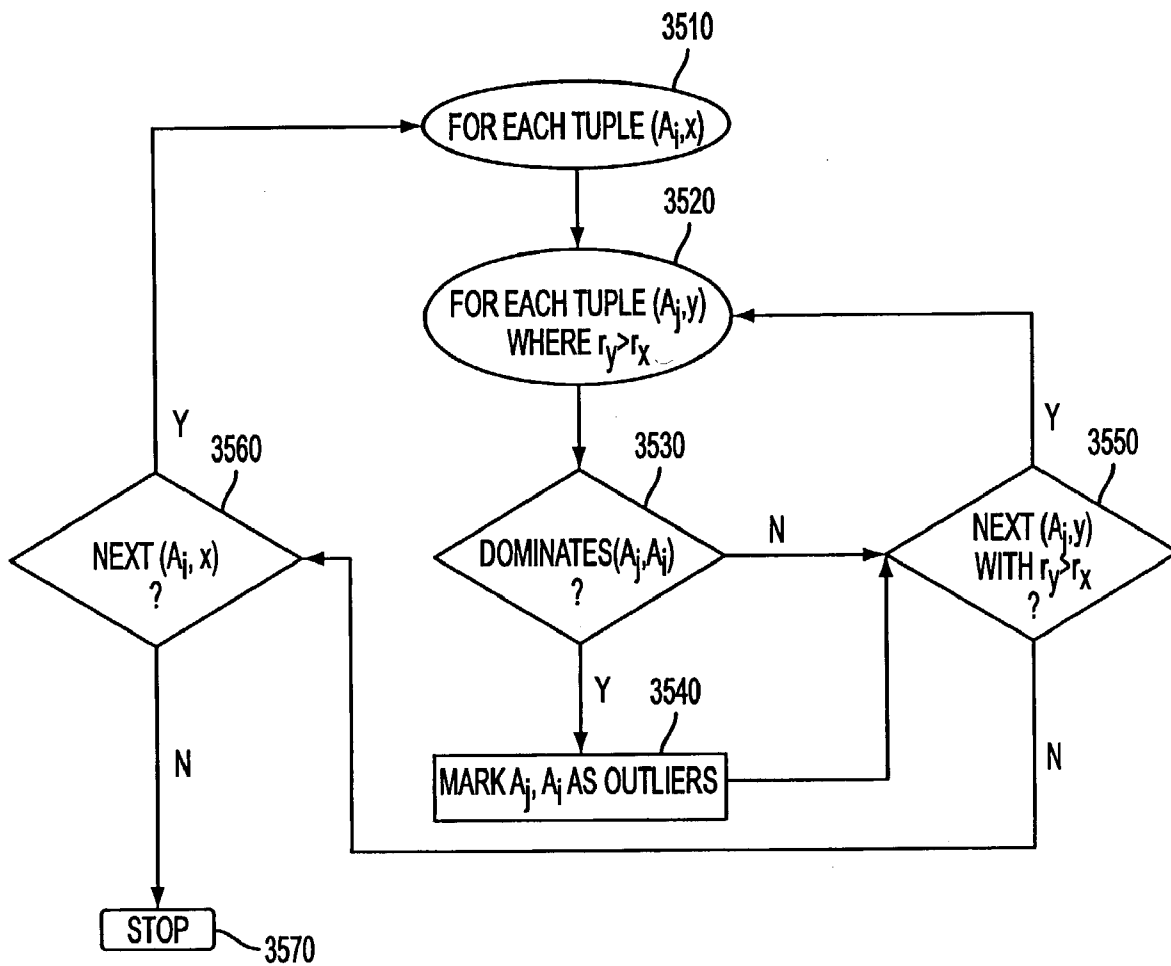 3510
FOR EACH TUPLE (Ai,x)
3520
FOR EACH TUPLE (Aj,y)
WHERE ry>rx
3530
DOMINATES(Aj,Ai)
?
N
Y
3540
MARK Aj, Ai AS OUTLIERS
3550
NEXT (Aj,y)
WITH ry>rx
?
Y
N
3560
NEXT (Ai, x)
?
Y
N
STOP
3570